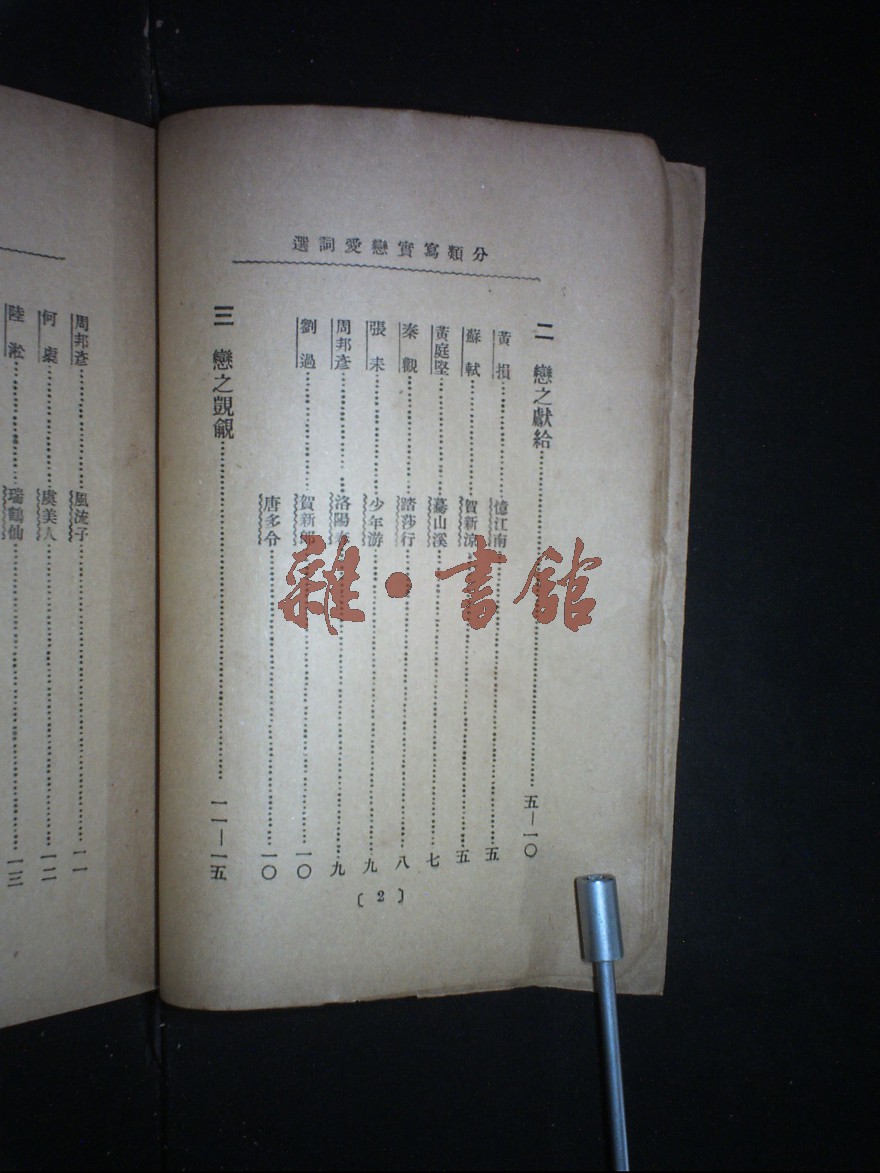 分類寫實戀愛詞選
二 戀之獻給………五—一〇
黃損………憶江南………五
蘇軾………賀新涼………五
黃庭堅………驀山溪………七
秦觀………踏莎行………八
張耒………少年游………九
周邦彥………洛陽春………九
劉過………賀新郎………一〇
唐多令………一〇
三 戀之覬覦………一一—一五
〔2〕
周邦彥………風流子………一一
何………虞美人………一二
陸淞………瑞鶴仙………一三
雜·書館